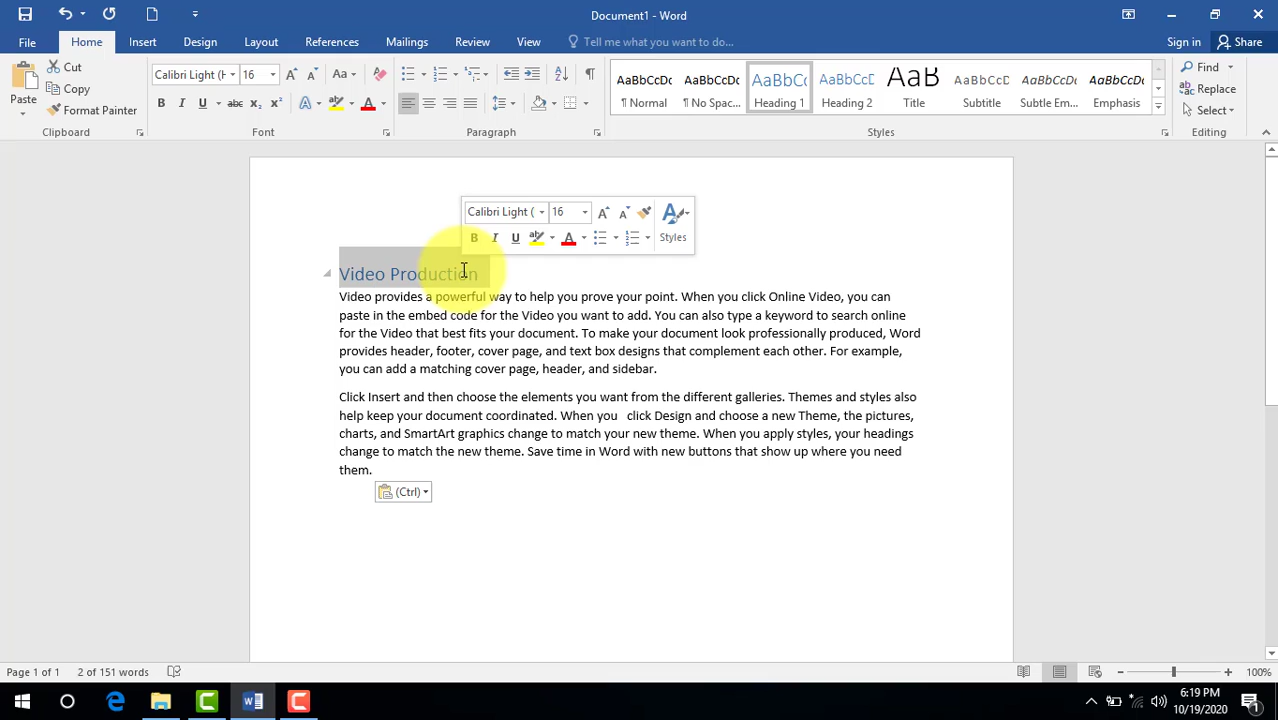 Document1 - Word
File Home Insert Design Layout References Mailings Review View Tell me what you want to do... Sign in Share
Paste
Cut
Copy
Format Painter
Clipboard
Calibri Light (H 16 Aa
B I U abc x₂ x² A ab A
Font
Paragraph
AaBbCcDc AaBbCcDc AaBbCc AaBbCcD AaB AaBbCcD AaBbCcDc AaBbCcDc
¶ Normal ¶ No Spac... Heading 1 Heading 2 Title Subtitle Subtle Em... Emphasis
Styles
Find
Replace
Select
Editing
Calibri Light ( 16 A A A
B I U ab A Styles
Video Production
Video provides a powerful way to help you prove your point. When you click Online Video, you can
paste in the embed code for the Video you want to add. You can also type a keyword to search online
for the Video that best fits your document. To make your document look professionally produced, Word
provides header, footer, cover page, and text box designs that complement each other. For example,
you can add a matching cover page, header, and sidebar.
Click Insert and then choose the elements you want from the different galleries. Themes and styles also
help keep your document coordinated. When you click Design and choose a new Theme, the pictures,
charts, and SmartArt graphics change to match your new theme. When you apply styles, your headings
change to match the new theme. Save time in Word with new buttons that show up where you need
them.
(Ctrl)
Page 1 of 1 2 of 151 words 100%
6:19 PM
10/19/2020